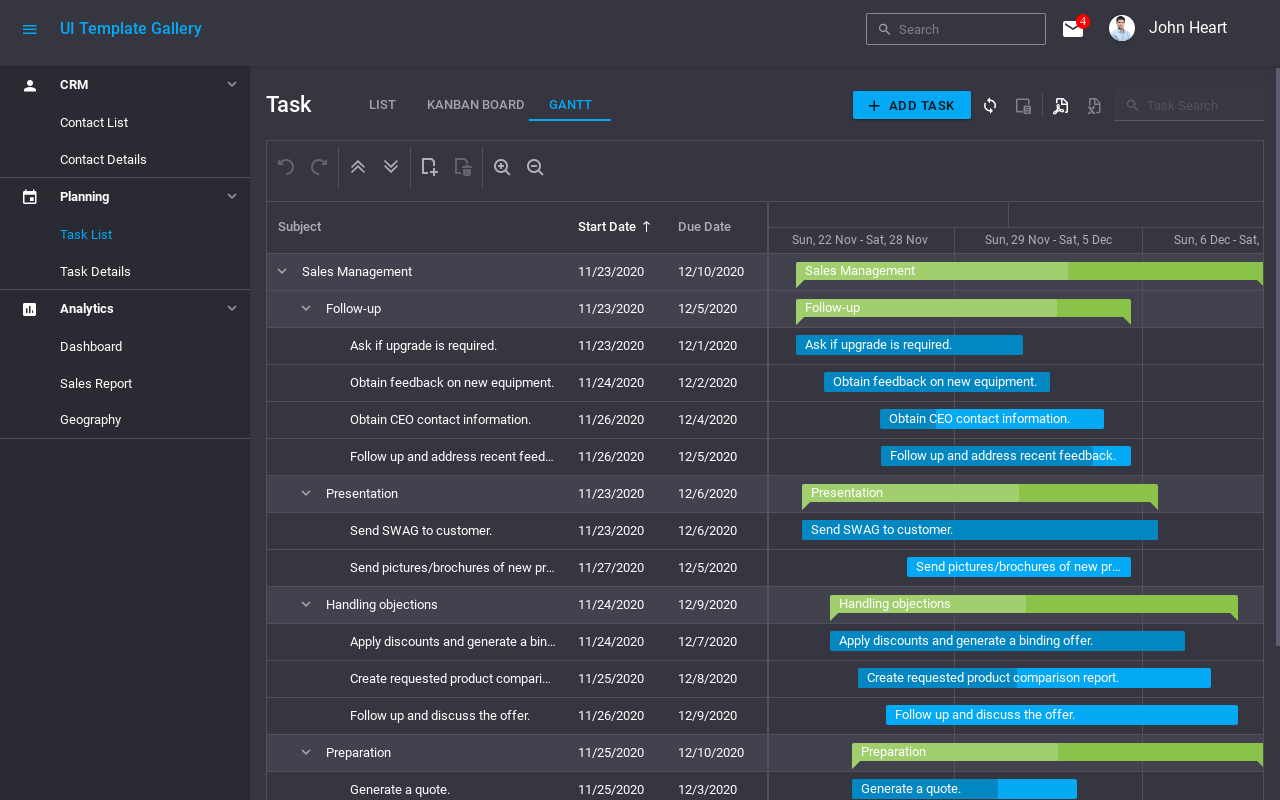 UI Template Gallery
Search
4
John Heart
CRM
Contact List
Contact Details
Planning
Task List
Task Details
Analytics
Dashboard
Sales Report
Geography
Task
LIST KANBAN BOARD GANTT
ADD TASK
Task Search
Subject Start Date Due Date
Sun, 22 Nov - Sat, 28 Nov Sun, 29 Nov - Sat, 5 Dec Sun, 6 Dec - Sat,
Sales Management 11/23/2020 12/10/2020 Sales Management
Follow-up 11/23/2020 12/5/2020 Follow-up
Ask if upgrade is required. 11/23/2020 12/1/2020 Ask if upgrade is required.
Obtain feedback on new equipment. 11/24/2020 12/2/2020 Obtain feedback on new equipment.
Obtain CEO contact information. 11/26/2020 12/4/2020 Obtain CEO contact information.
Follow up and address recent feed... 11/26/2020 12/5/2020 Follow up and address recent feedback.
Presentation 11/23/2020 12/6/2020 Presentation
Send SWAG to customer. 11/23/2020 12/6/2020 Send SWAG to customer.
Send pictures/brochures of new pr... 11/27/2020 12/5/2020 Send pictures/brochures of new pr...
Handling objections 11/24/2020 12/9/2020 Handling objections
Apply discounts and generate a bin... 11/24/2020 12/7/2020 Apply discounts and generate a binding offer.
Create requested product compari... 11/25/2020 12/8/2020 Create requested product comparison report.
Follow up and discuss the offer. 11/26/2020 12/9/2020 Follow up and discuss the offer.
Preparation 11/25/2020 12/10/2020 Preparation
Generate a quote. 11/25/2020 12/3/2020 Generate a quote.